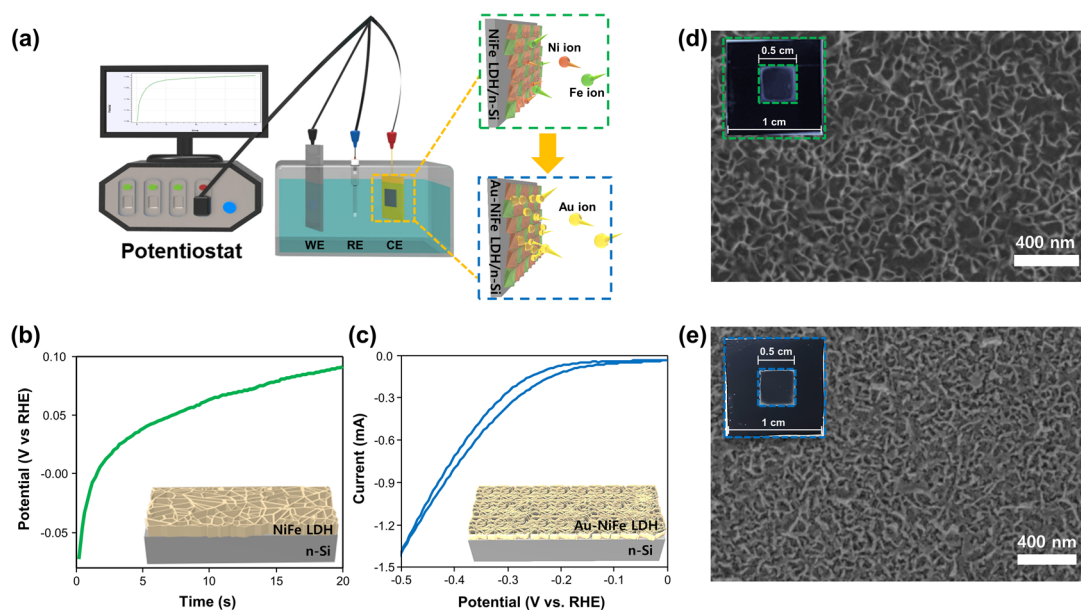 (a)
Potentiostat
WE
RE
CE
NiFe LDH/n-Si
Ni ion
Fe ion
Au-NiFe LDH/n-Si
Au ion
(b)
Potential (V vs RHE)
0.10
0.05
-0.00
-0.05
0
5
10
15
20
Time (s)
NiFe LDH
n-Si
(c)
Current (mA)
0.0
-0.3
-0.6
-0.9
-1.2
-1.5
-0.5
-0.4
-0.3
-0.2
-0.1
0
Potential (V vs. RHE)
Au-NiFe LDH
n-Si
(d)
0.5 cm
1 cm
400 nm
(e)
0.5 cm
1 cm
400 nm